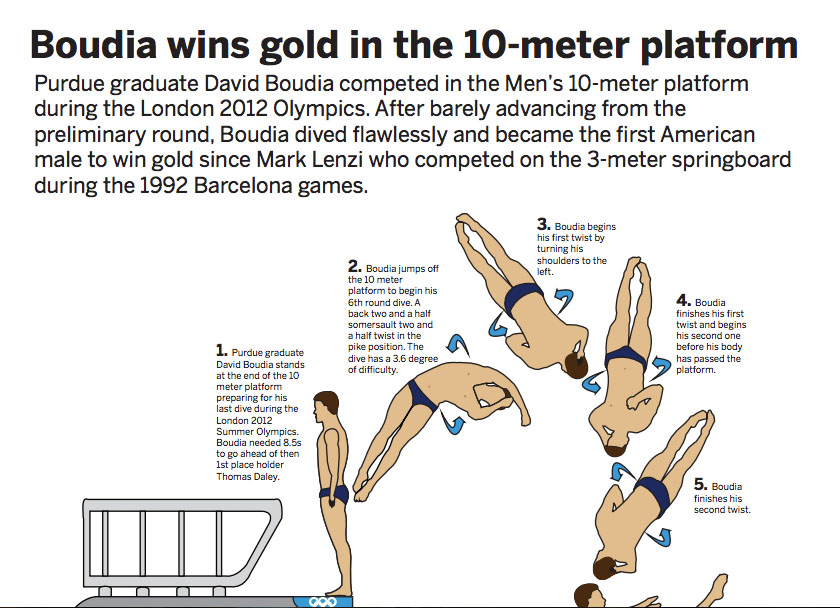 Boudia wins gold in the 10-meter platform
Purdue graduate David Boudia competed in the Men's 10-meter platform
during the London 2012 Olympics. After barely advancing from the
preliminary round, Boudia dived flawlessly and became the first American
male to win gold since Mark Lenzi who competed on the 3-meter springboard
during the 1992 Barcelona games.
1. Purdue graduate
David Boudia stands
at the end of the 10
meter platform
preparing for his
last dive during the
London 2012
Summer Olympics.
Boudia needed 8.5s
to go ahead of then
1st place holder
Thomas Daley.
2. Boudia jumps off
the 10 meter
platform to begin his
6th round dive. A
back two and a half
somersault two and
a half twist in the
pike position. The
dive has a 3.6 degree
of difficulty.
3. Boudia begins
his first twist by
turning his
shoulders to the
left.
4. Boudia
finishes his first
twist and begins
his second one
before his body
has passed the
platform.
5. Boudia
finishes his
second twist.